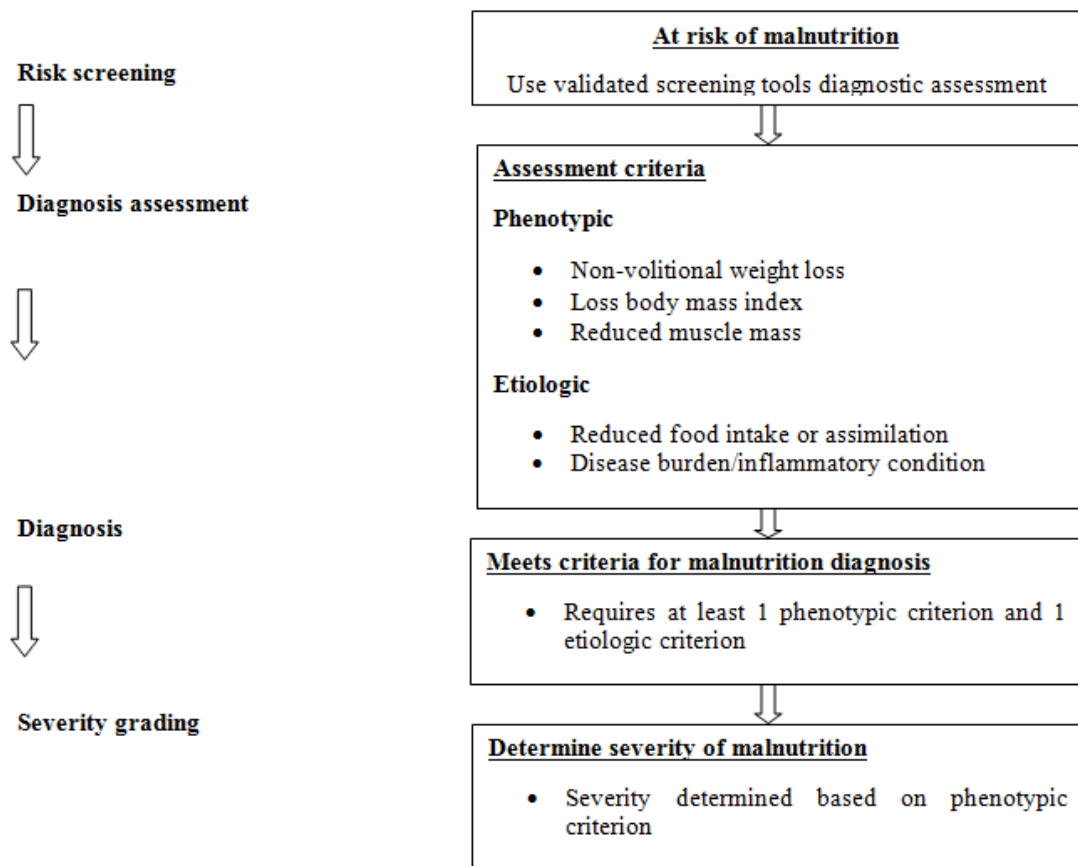 At risk of malnutrition
Risk screening
Use validated screening tools diagnostic assessment
Assessment criteria
Diagnosis assessment
Phenotypic
• Non-volitional weight loss
• Loss body mass index
• Reduced muscle mass
Etiologic
• Reduced food intake or assimilation
• Disease burden/inflammatory condition
Diagnosis
Meets criteria for malnutrition diagnosis
• Requires at least 1 phenotypic criterion and 1
etiologic criterion
Severity grading
Determine severity of malnutrition
• Severity determined based on phenotypic
criterion